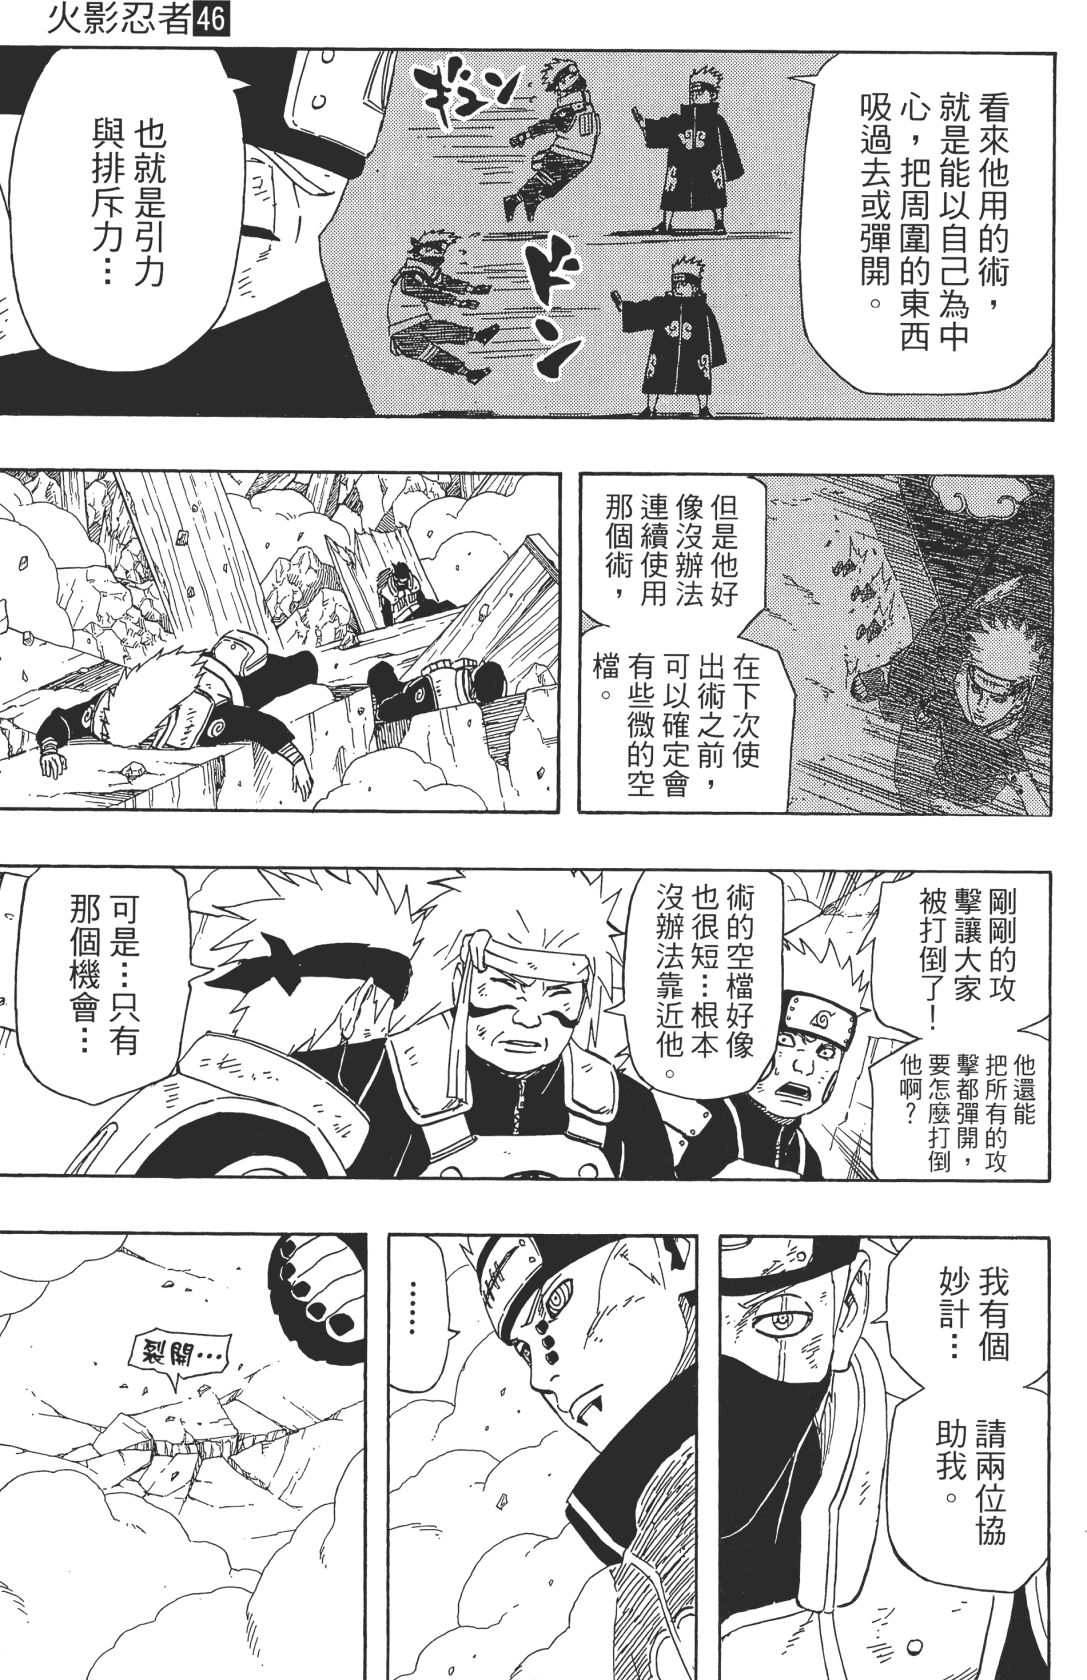 火影忍者46
看來他用的術，
就是能以自己為中
心，把周圍的東西
吸過去或彈開。
ギュン
ドン
也就是引力
與排斥力…
但是他好
像沒辦法
連續使用
那個術，
在下次使
出術之前，
可以確定會
有些微的空
檔。
剛剛的攻
擊讓大家
被打倒了！
他還能
把所有的攻
擊都彈開，
要怎麼打倒
他啊？
術的空檔好像
也很短…根本
沒辦法靠近他。
可是…只有
那個機會…
我有個
妙計…
請兩位協
助我。
……
裂開…